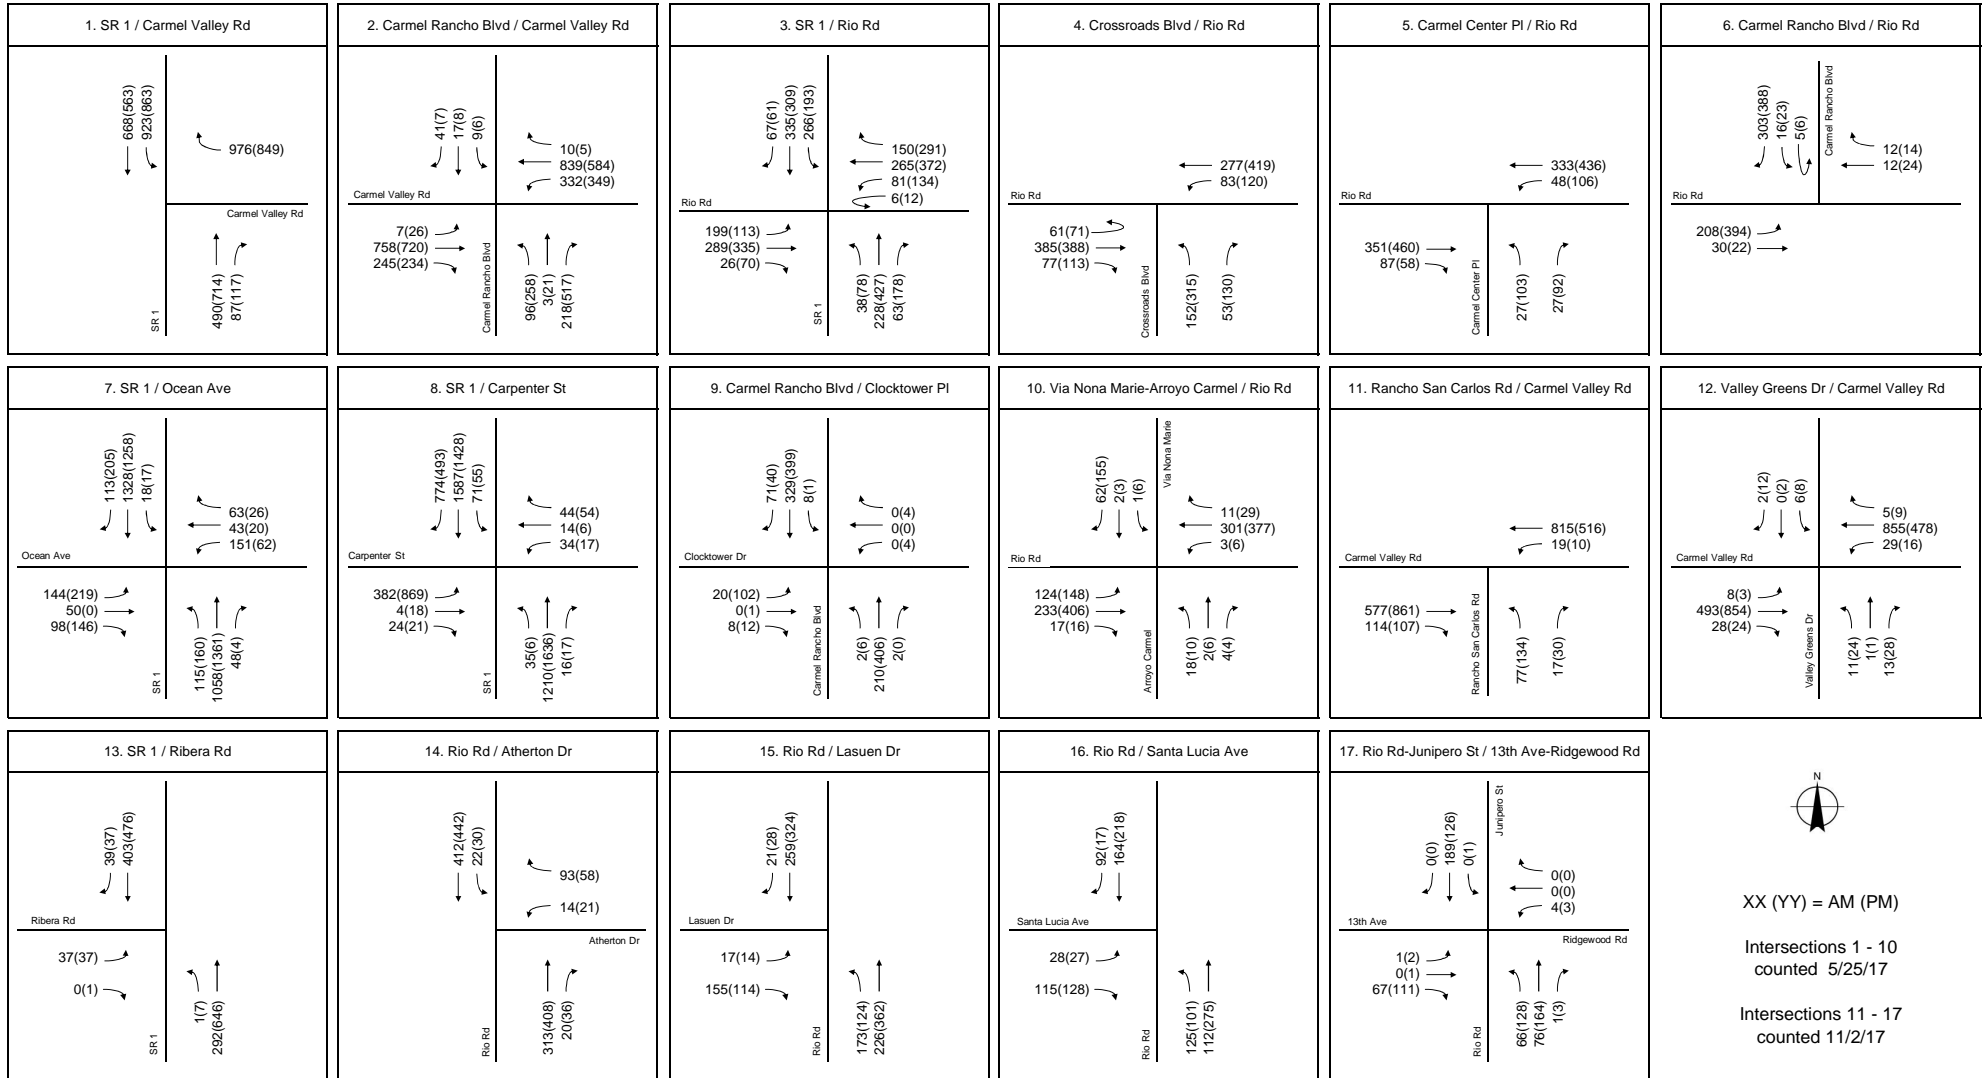 1. SR 1 / Carmel Valley Rd
668(563)
923(863)
976(849)
Carmel Valley Rd
SR 1
490(714)
87(117)
2. Carmel Rancho Blvd / Carmel Valley Rd
41(7)
17(8)
9(6)
10(5)
839(584)
332(349)
Carmel Valley Rd
7(26)
758(720)
245(234)
Carmel Rancho Blvd
96(258)
3(21)
218(517)
3. SR 1 / Rio Rd
67(61)
335(309)
266(193)
150(291)
265(372)
81(134)
6(12)
Rio Rd
199(113)
289(335)
26(70)
SR 1
38(78)
228(427)
63(178)
4. Crossroads Blvd / Rio Rd
277(419)
83(120)
Rio Rd
61(71)
385(388)
77(113)
Crossroads Blvd
152(315)
53(130)
5. Carmel Center Pl / Rio Rd
333(436)
48(106)
Rio Rd
351(460)
87(58)
Carmel Center Pl
27(103)
27(92)
6. Carmel Rancho Blvd / Rio Rd
303(388)
16(23)
5(6)
Carmel Rancho Blvd
12(14)
12(24)
Rio Rd
208(394)
30(22)
7. SR 1 / Ocean Ave
113(205)
1328(1258)
18(17)
63(26)
43(20)
151(62)
Ocean Ave
144(219)
50(0)
98(146)
SR 1
115(160)
1058(1361)
48(4)
8. SR 1 / Carpenter St
774(493)
1587(1428)
71(55)
44(54)
14(6)
34(17)
Carpenter St
382(869)
4(18)
24(21)
SR 1
35(6)
1210(1636)
16(17)
9. Carmel Rancho Blvd / Clocktower Pl
71(40)
329(399)
8(1)
0(4)
0(0)
0(4)
Clocktower Dr
20(102)
0(1)
8(12)
Carmel Rancho Blvd
2(6)
210(406)
2(0)
10. Via Nona Marie-Arroyo Carmel / Rio Rd
62(155)
2(3)
1(6)
Via Nona Marie
11(29)
301(377)
3(6)
Rio Rd
124(148)
233(406)
17(16)
Arroyo Carmel
18(10)
2(6)
4(4)
11. Rancho San Carlos Rd / Carmel Valley Rd
815(516)
19(10)
Carmel Valley Rd
577(861)
114(107)
Rancho San Carlos Rd
77(134)
17(30)
12. Valley Greens Dr / Carmel Valley Rd
2(12)
0(2)
6(8)
5(9)
855(478)
29(16)
Carmel Valley Rd
8(3)
493(854)
28(24)
Valley Greens Dr
11(24)
1(1)
13(28)
13. SR 1 / Ribera Rd
39(37)
403(476)
Ribera Rd
37(37)
0(1)
SR 1
1(7)
292(646)
14. Rio Rd / Atherton Dr
412(442)
22(30)
93(58)
14(21)
Atherton Dr
Rio Rd
313(408)
20(36)
15. Rio Rd / Lasuen Dr
21(28)
259(324)
Lasuen Dr
17(14)
155(114)
Rio Rd
173(124)
226(362)
16. Rio Rd / Santa Lucia Ave
92(17)
164(218)
Santa Lucia Ave
28(27)
115(128)
Rio Rd
125(101)
112(275)
17. Rio Rd-Junipero St / 13th Ave-Ridgewood Rd
0(0)
189(126)
0(1)
Junipero St
0(0)
0(0)
4(3)
13th Ave
Ridgewood Rd
1(2)
0(1)
67(111)
Rio Rd
66(128)
76(164)
1(3)
N
XX (YY) = AM (PM)
Intersections 1 - 10
counted 5/25/17
Intersections 11 - 17
counted 11/2/17